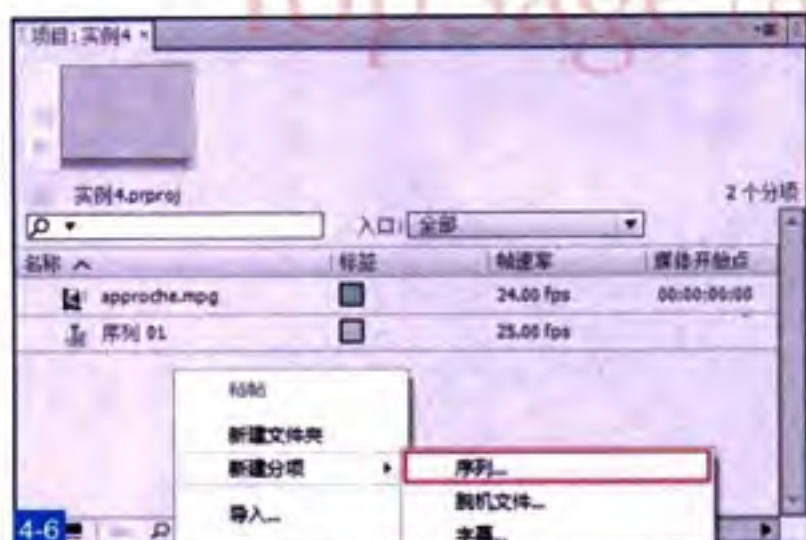 TopSage
项目: 实例4 ×
实例4.prproj
2 个分项
入口: 全部
名称 标签 帧速率 媒体开始点
approche.mpg 24.00 fps 00:00:00:00
序列 01 25.00 fps
粘帖
新建文件夹
新建分项
序列...
脱机文件...
导入...
字幕...
4-6